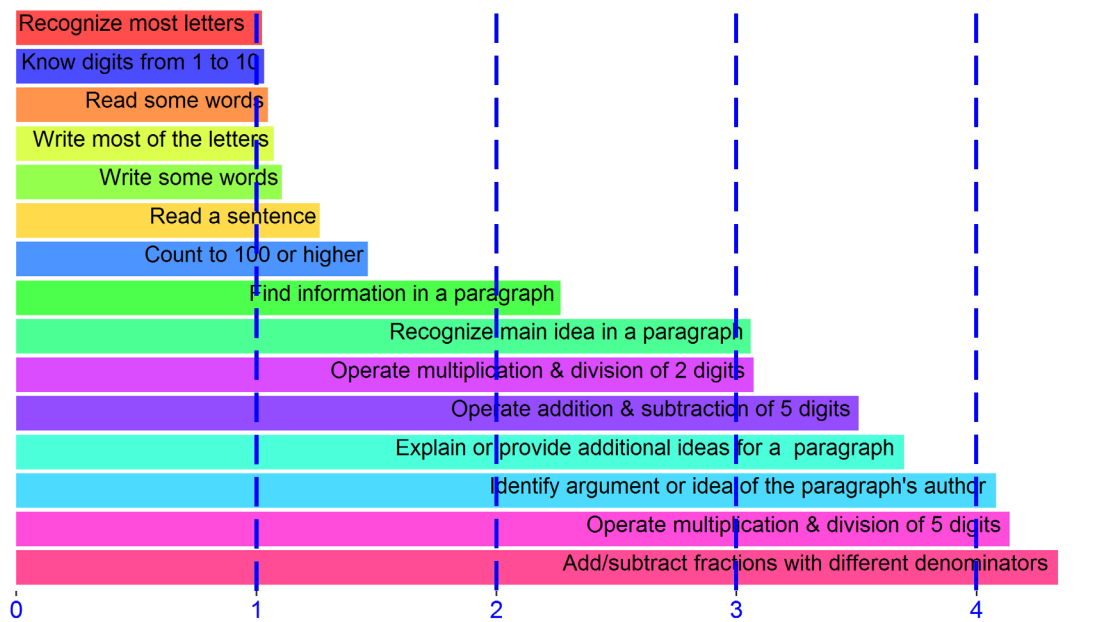 Recognize most letters
Know digits from 1 to 10
Read some words
Write most of the letters
Write some words
Read a sentence
Count to 100 or higher
Find information in a paragraph
Recognize main idea in a paragraph
Operate multiplication & division of 2 digits
Operate addition & subtraction of 5 digits
Explain or provide additional ideas for a  paragraph
Identify argument or idea of the paragraph's author
Operate multiplication & division of 5 digits
Add/subtract fractions with different denominators
0 1 2 3 4